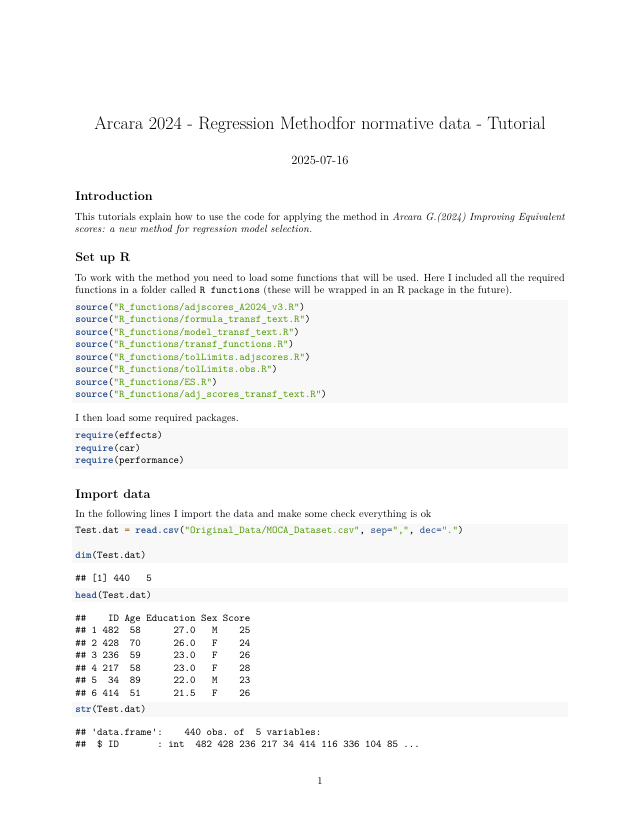 Arcara 2024 - Regression Methodfor normative data - Tutorial
2025-07-16
Introduction
This tutorials explain how to use the code for applying the method in Arcara G.(2024) Improving Equivalent
scores: a new method for regression model selection.
Set up R
To work with the method you need to load some functions that will be used. Here I included all the required
functions in a folder called R functions (these will be wrapped in an R package in the future).
source("R_functions/adjscores_A2024_v3.R")
source("R_functions/formula_transf_text.R")
source("R_functions/model_transf_text.R")
source("R_functions/transf_functions.R")
source("R_functions/tolLimits.adjscores.R")
source("R_functions/tolLimits.obs.R")
source("R_functions/ES.R")
source("R_functions/adj_scores_transf_text.R")
I then load some required packages.
require(effects)
require(car)
require(performance)
Import data
In the following lines I import the data and make some check everything is ok
Test.dat = read.csv("Original_Data/MOCA_Dataset.csv", sep=",", dec=".")
dim(Test.dat)
## [1] 440   5
head(Test.dat)
##    ID Age Education Sex Score
## 1 482  58      27.0   M    25
## 2 428  70      26.0   F    24
## 3 236  59      23.0   F    26
## 4 217  58      23.0   F    28
## 5  34  89      22.0   M    23
## 6 414  51      21.5   F    26
str(Test.dat)
## 'data.frame':    440 obs. of  5 variables:
##  $ ID       : int  482 428 236 217 34 414 116 336 104 85 ...
1